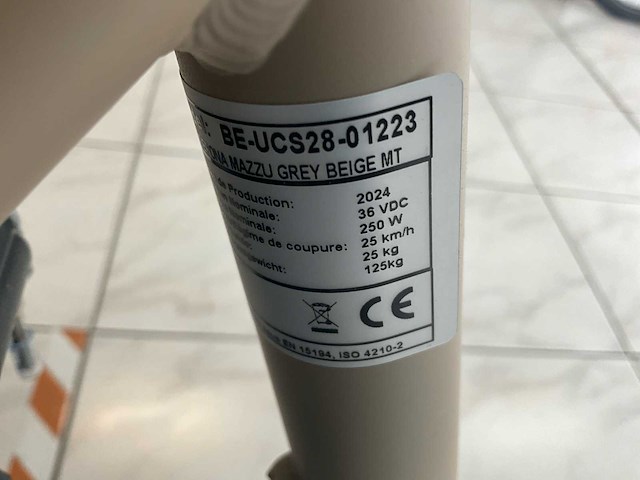 BE-UCS28-01223
MAZZU GREY BEIGE MT
Production: 2024
36 VDC
250 W
de coupure: 25 km/h
25 kg
125kg
CE
EN 15194, ISO 4210-2